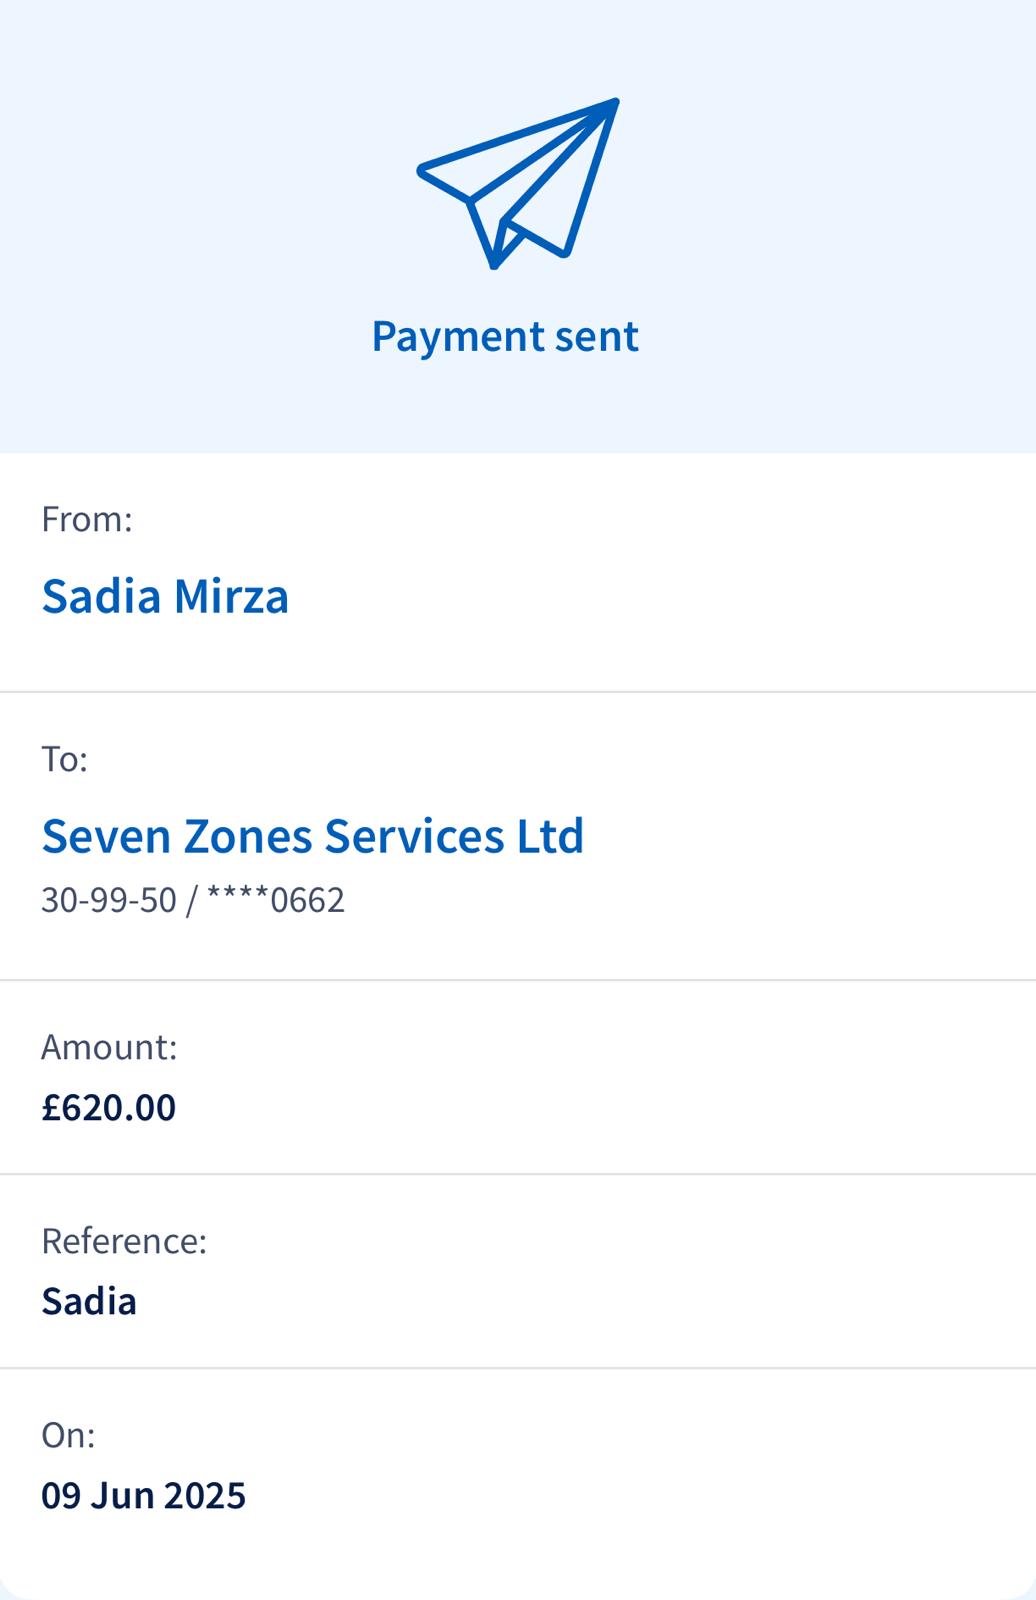 Payment sent
From:
Sadia Mirza
To:
Seven Zones Services Ltd
30-99-50 / ****0662
Amount:
£620.00
Reference:
Sadia
On:
09 Jun 2025